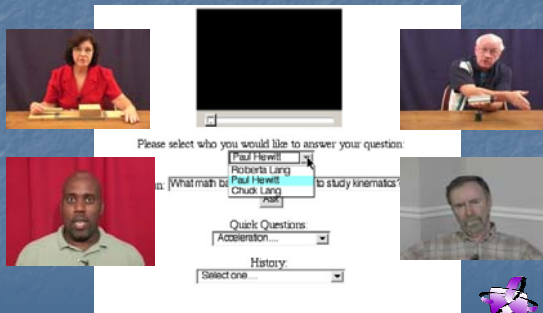 Please select who you would like to answer your question:
Paul Hewitt
Roberta Lang
Paul Hewitt
Chuck Lang
n: What math ba to study kinematics?
Ask
Quick Questions
Acceleration....
History:
Select one....